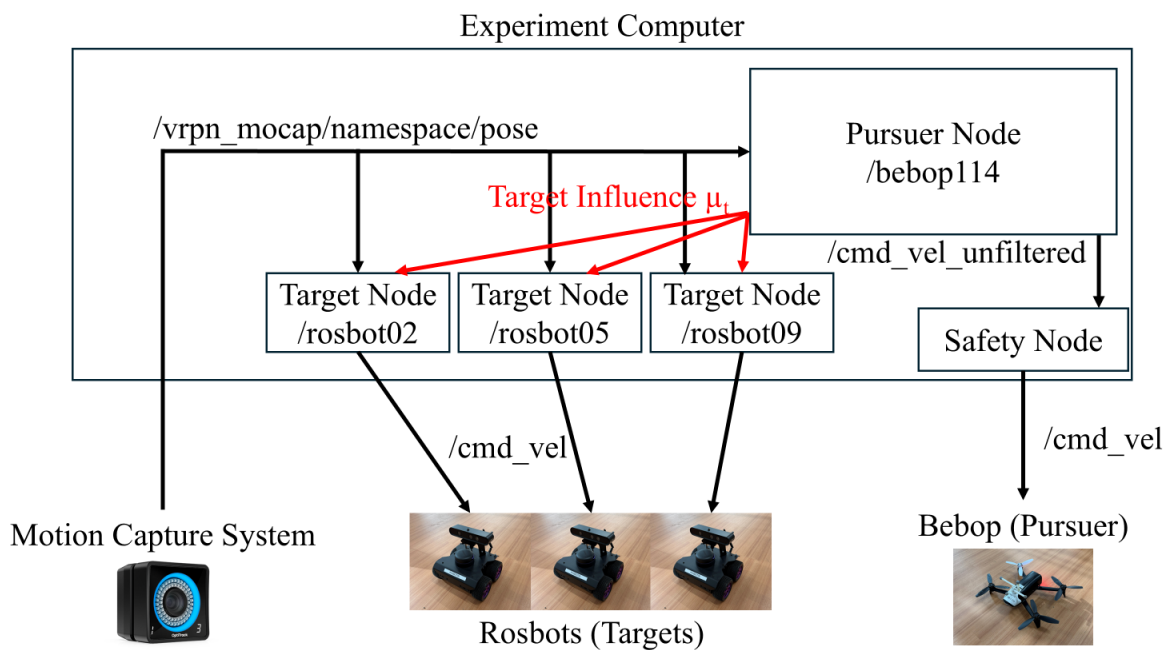 Experiment Computer
/vrpn_mocap/namespace/pose
Pursuer Node
/bebop114
Target Influence μt
/cmd_vel_unfiltered
Target Node
/rosbot02
Target Node
/rosbot05
Target Node
/rosbot09
Safety Node
/cmd_vel
/cmd_vel
Motion Capture System
Bebop (Pursuer)
Rosbots (Targets)
3